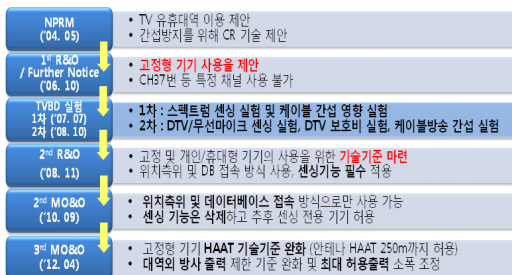 NPRM
('04. 05)
• TV 유휴대역 이용 제안
• 간섭방지를 위해 CR 기술 제안
1st R&O
/ Further Notice
('06. 10)
• 고정형 기기 사용을 제안
• CH37번 등 특정 채널 사용 불가
TVBD 실험
1차 ('07. 07)
2차 ('08. 10)
• 1차 : 스펙트럼 센싱 실험 및 케이블 간섭 영향 실험
• 2차 : DTV/무선마이크 센싱 실험, DTV 보호비 실험, 케이블방송 간섭 실험
2nd R&O
('08. 11)
• 고정 및 개인/휴대형 기기의 사용을 위한 기술기준 마련
• 위치측위 및 DB 접속 방식 사용, 센싱기능 필수 적용
2nd MO&O
('10. 09)
• 위치측위 및 데이터베이스 접속 방식으로만 사용 가능
• 센싱 기능은 삭제하고 추후 센싱 전용 기기 허용
3rd MO&O
('12. 04)
• 고정형 기기 HAAT 기술기준 완화 (안테나 HAAT 250m까지 허용)
• 대역외 방사 출력 제한 기준 완화 및 최대 허용출력 소폭 조정